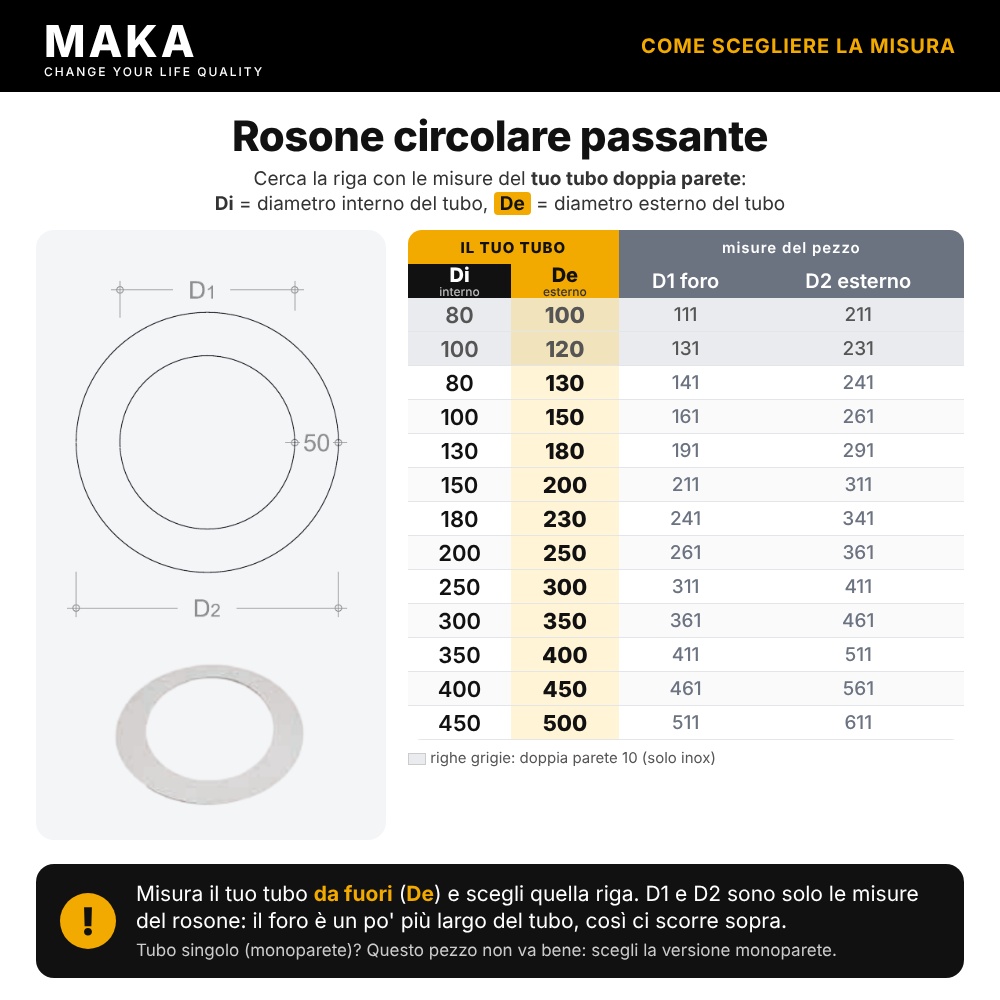 MAKA
CHANGE YOUR LIFE QUALITY
COME SCEGLIERE LA MISURA
Rosone circolare passante
Cerca la riga con le misure del tuo tubo doppia parete:
Di = diametro interno del tubo, De = diametro esterno del tubo
D1
50
D2
IL TUO TUBO misure del pezzo
Di interno De esterno D1 foro D2 esterno
80 100 111 211
100 120 131 231
80 130 141 241
100 150 161 261
130 180 191 291
150 200 211 311
180 230 241 341
200 250 261 361
250 300 311 411
300 350 361 461
350 400 411 511
400 450 461 561
450 500 511 611
righe grigie: doppia parete 10 (solo inox)
!
Misura il tuo tubo da fuori (De) e scegli quella riga. D1 e D2 sono solo le misure
del rosone: il foro è un po' più largo del tubo, così ci scorre sopra.
Tubo singolo (monoparete)? Questo pezzo non va bene: scegli la versione monoparete.